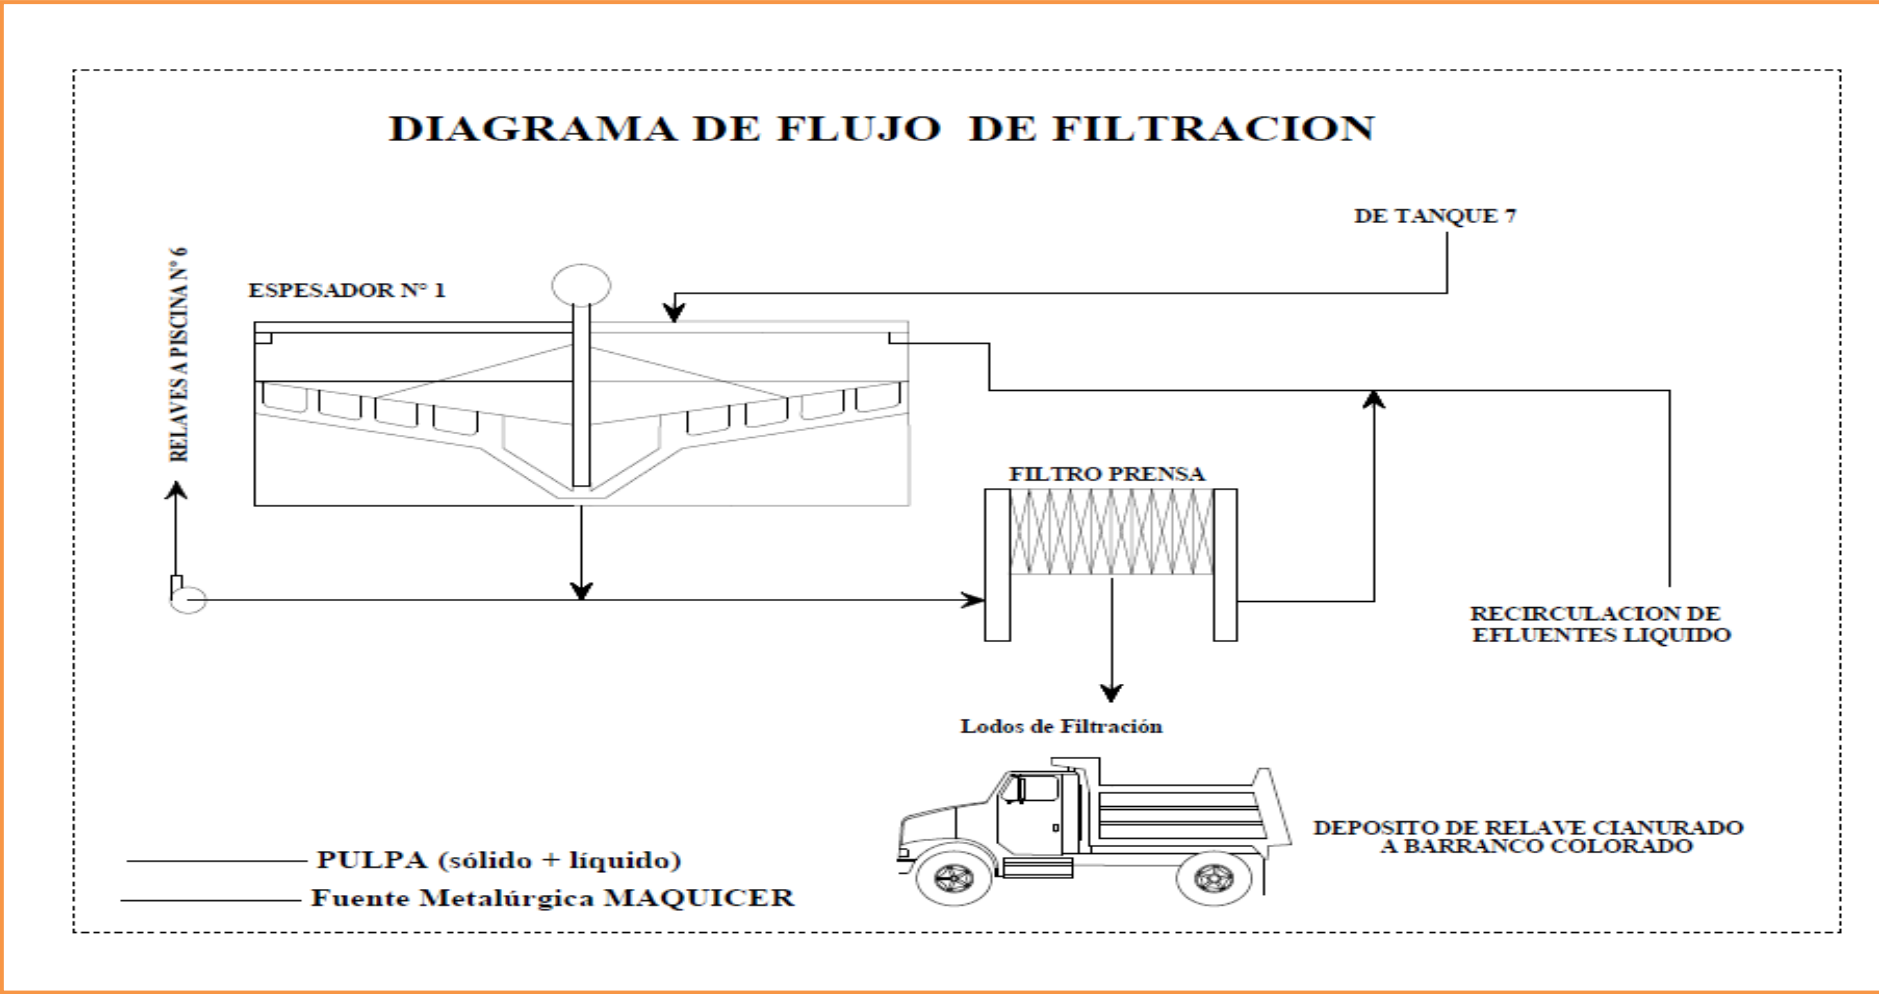 DIAGRAMA DE FLUJO DE FILTRACION
DE TANQUE 7
RELAVES A PISCINA N° 6
ESPESADOR N° 1
FILTRO PRENSA
RECIRCULACION DE
EFLUENTES LIQUIDO
Lodos de Filtración
DEPOSITO DE RELAVE CIANURADO
A BARRANCO COLORADO
PULPA (sólido + líquido)
Fuente Metalúrgica MAQUICER